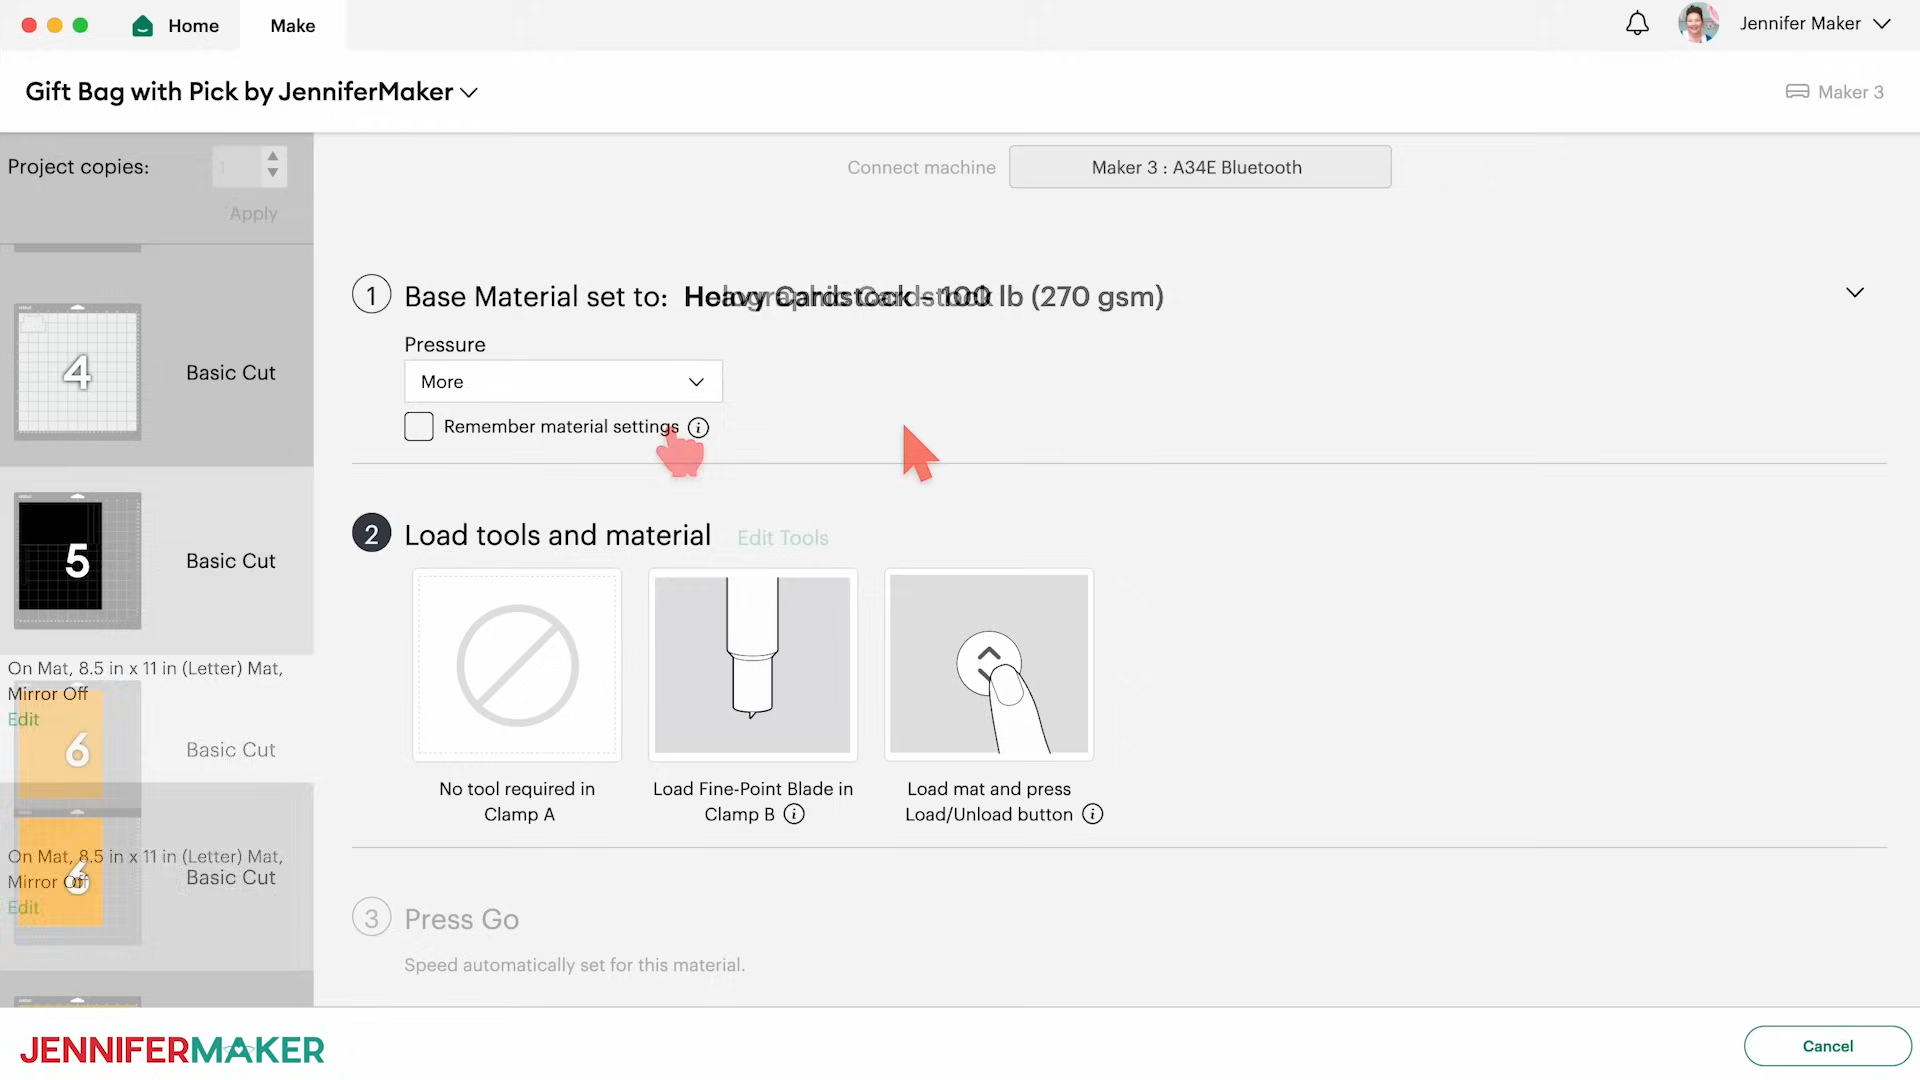 Home
Make
Jennifer Maker
Gift Bag with Pick by JenniferMaker
Maker 3
Project copies:
1
Apply
Connect machine
Maker 3 : A34E Bluetooth
1 Base Material set to: Heavy Cardstock - 100 lb (270 gsm)
Pressure
More
Remember material settings
4 Basic Cut
5 Basic Cut
On Mat, 8.5 in x 11 in (Letter) Mat,
Mirror Off
Edit
6 Basic Cut
On Mat, 8.5 in x 11 in (Letter) Mat,
Mirror Off
6 Basic Cut
Edit
2 Load tools and material Edit Tools
No tool required in
Clamp A
Load Fine-Point Blade in
Clamp B
Load mat and press
Load/Unload button
3 Press Go
Speed automatically set for this material.
JENNIFERMAKER
Cancel